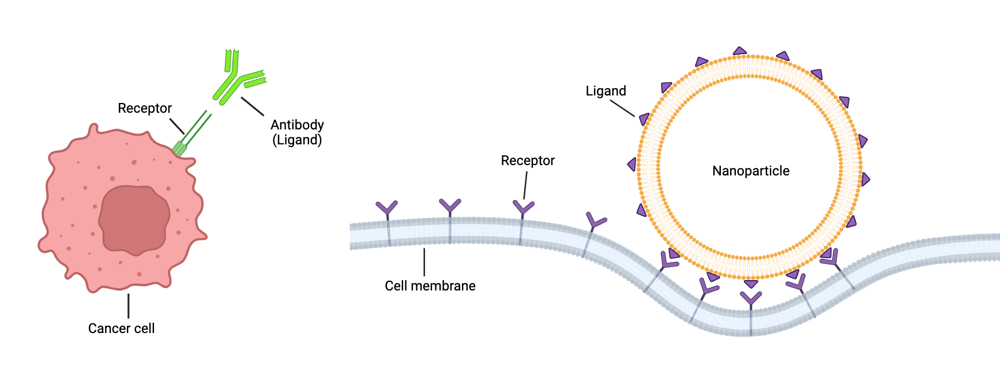 Receptor
Antibody
(Ligand)
Cancer cell
Ligand
Receptor
Nanoparticle
Cell membrane